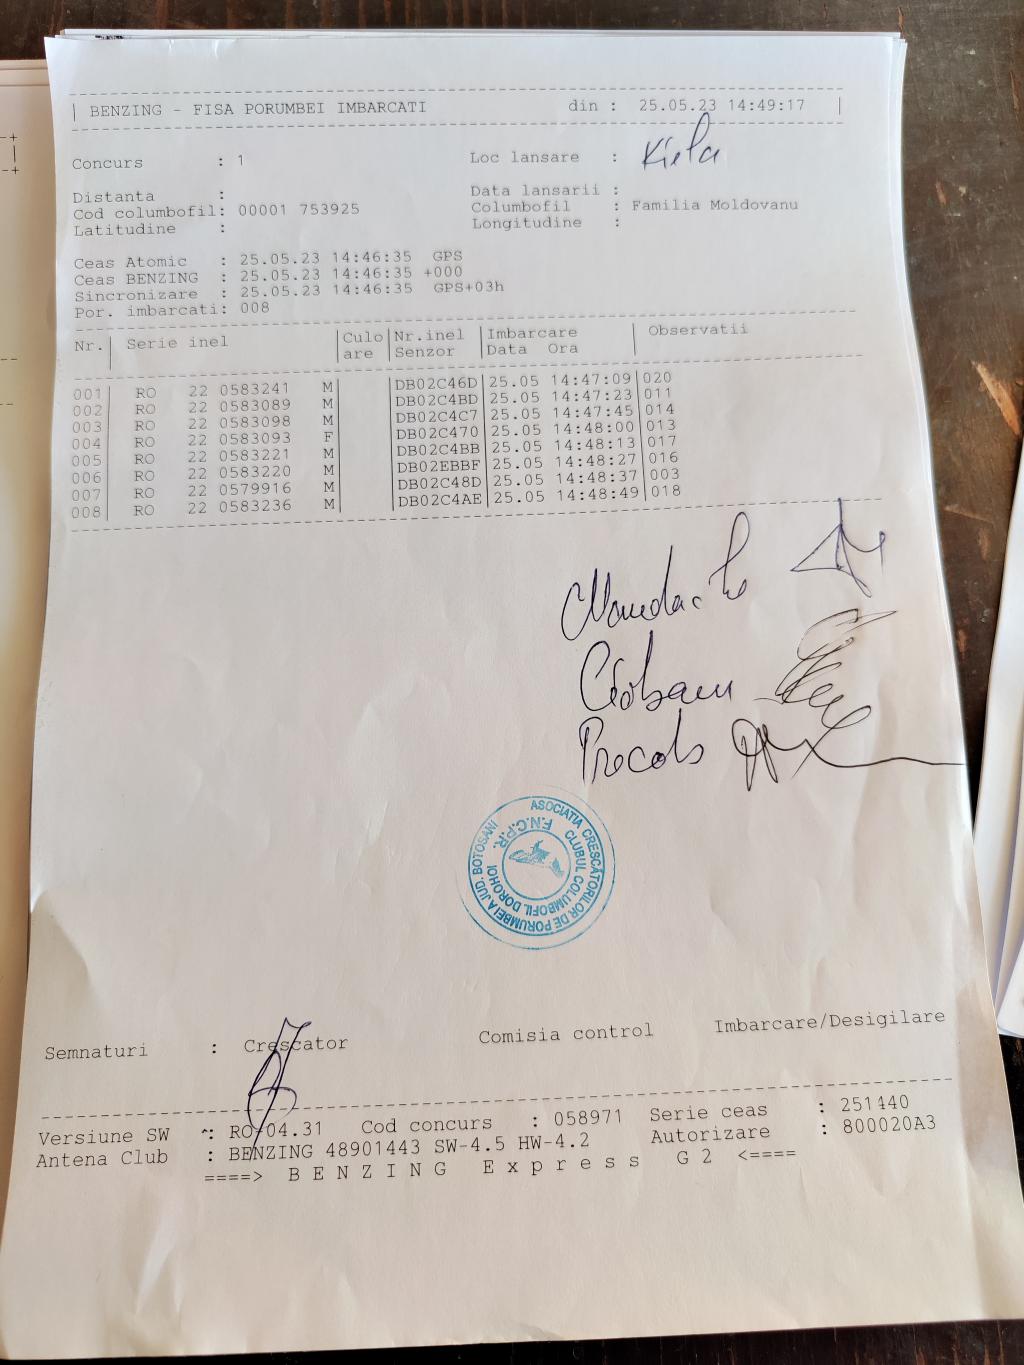 BENZING - FISA PORUMBEI IMBARCATI din : 25.05.23 14:49:17
Concurs : 1 Loc lansare : Kiela
Distanta : Data lansarii :
Cod columbofil: 00001 753925 Columbofil : Familia Moldovanu
Latitudine : Longitudine :
Ceas Atomic : 25.05.23 14:46:35 GPS
Ceas BENZING : 25.05.23 14:46:35 +000
Sincronizare : 25.05.23 14:46:35 GPS+03h
Por. imbarcati: 008
Nr. Serie inel Culo Nr.inel Imbarcare Observatii
are Senzor Data Ora
001 RO 22 0583241 M DB02C46D 25.05 14:47:09 020
002 RO 22 0583089 M DB02C4BD 25.05 14:47:23 011
003 RO 22 0583098 M DB02C4C7 25.05 14:47:45 014
004 RO 22 0583093 F DB02C470 25.05 14:48:00 013
005 RO 22 0583221 M DB02C4BB 25.05 14:48:13 017
006 RO 22 0583220 M DB02EBBF 25.05 14:48:27 016
007 RO 22 0579916 M DB02C48D 25.05 14:48:37 003
008 RO 22 0583236 M DB02C4AE 25.05 14:48:49 018
Ciobanu
ASOCIATIA CRESCĂTORILOR DE PORUMBEI A JUD. BOTOSANI
CLUBUL COLUMBOFIL DOROHOI
F.N.C.P.R.
Semnaturi : Crescator Comisia control Imbarcare/Desigilare
Versiune SW : RO-04.31 Cod concurs : 058971 Serie ceas : 251440
Antena Club : BENZING 48901443 SW-4.5 HW-4.2 Autorizare : 800020A3
====> B E N Z I N G E x p r e s s G 2 <====